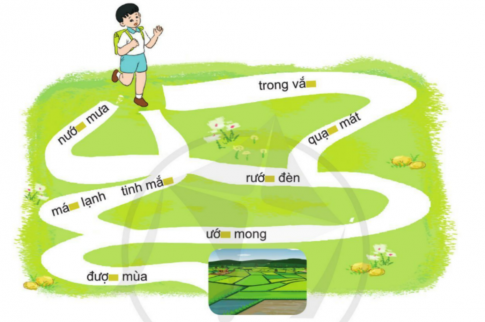 trong vắ
nướ mưa
quạ mát
má lạnh
tinh mắ
rướ đèn
ướ mong
đượ mùa